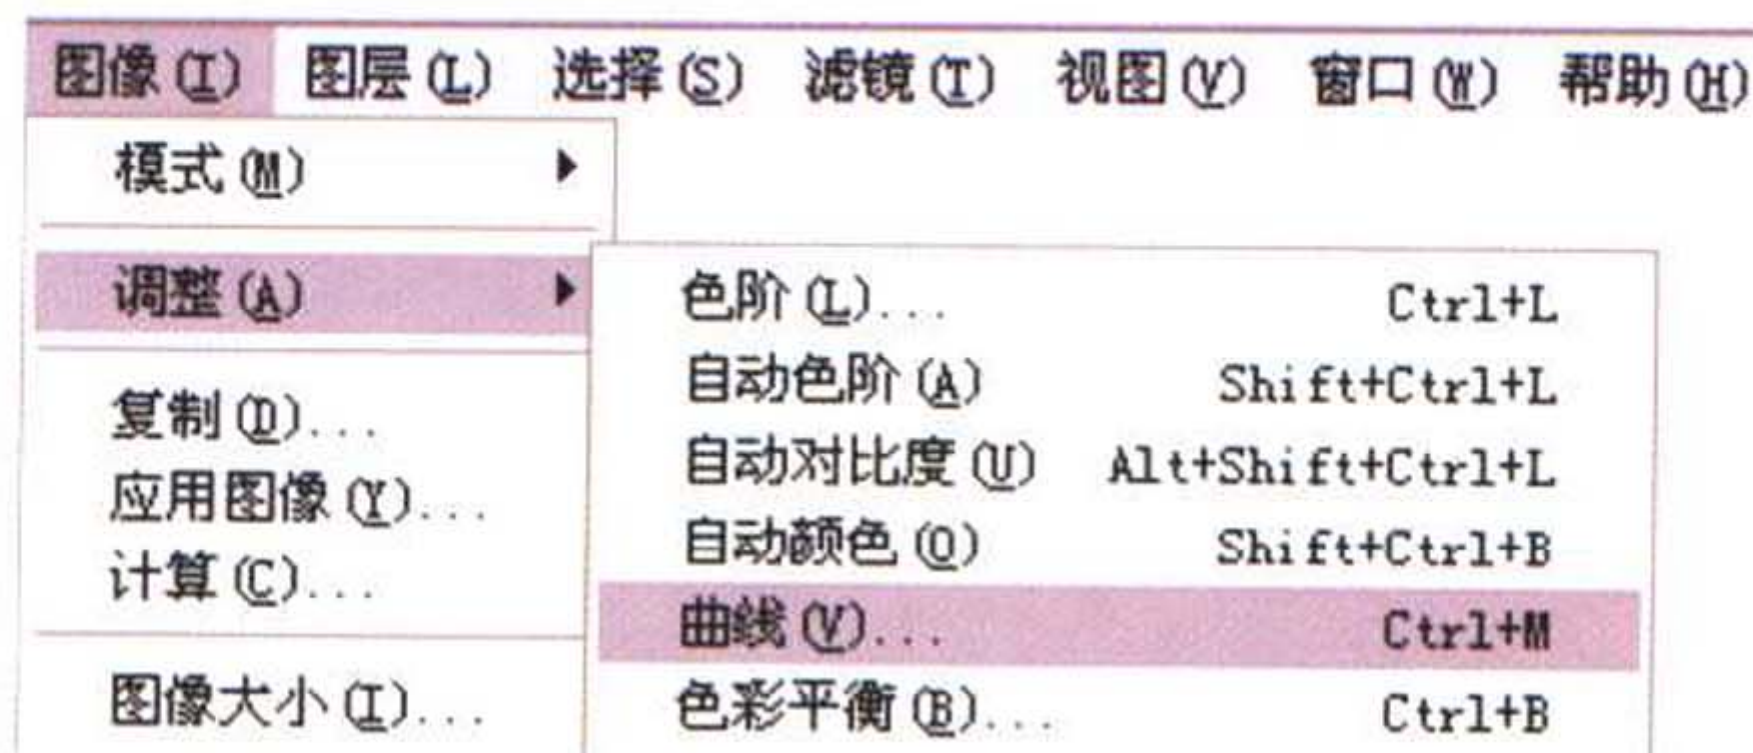 图像(I) 图层(L) 选择(S) 滤镜(T) 视图(V) 窗口(W) 帮助(H)
模式(M)
调整(A)
复制(D)...
应用图像(Y)...
计算(C)...
图像大小(I)...
色阶(L)... Ctrl+L
自动色阶(A) Shift+Ctrl+L
自动对比度(U) Alt+Shift+Ctrl+L
自动颜色(O) Shift+Ctrl+B
曲线(V)... Ctrl+M
色彩平衡(B)... Ctrl+B